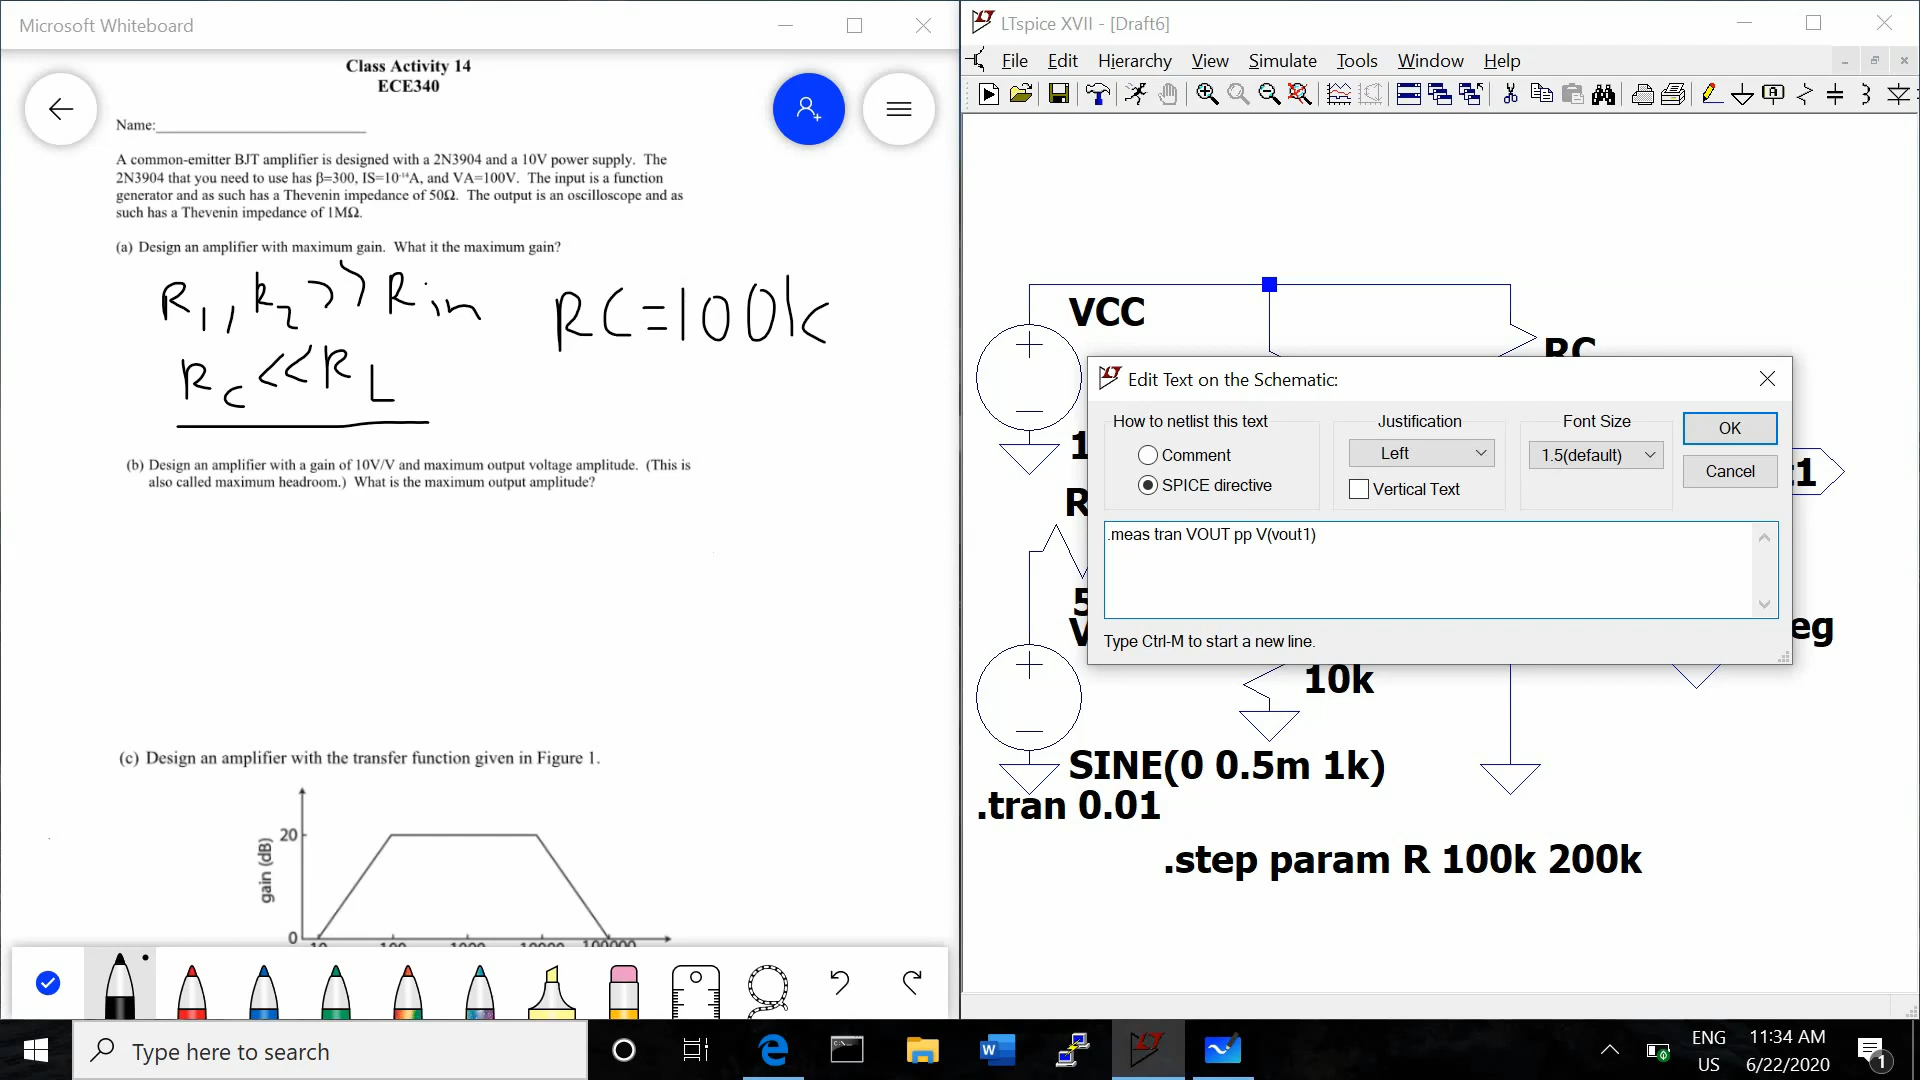 Microsoft Whiteboard
Class Activity 14
ECE340
Name:
A common-emitter BJT amplifier is designed with a 2N3904 and a 10V power supply. The
2N3904 that you need to use has β=300, IS=10⁻¹⁴A, and VA=100V. The input is a function
generator and as such has a Thevenin impedance of 50Ω. The output is an oscilloscope and as
such has a Thevenin impedance of 1MΩ.
(a) Design an amplifier with maximum gain. What it the maximum gain?
R1, R2 >> Rin
RC=100k
RC << RL
(b) Design an amplifier with a gain of 10V/V and maximum output voltage amplitude. (This is
also called maximum headroom.) What is the maximum output amplitude?
(c) Design an amplifier with the transfer function given in Figure 1.
gain (dB)
20
0
10 100 1000 10000 100000
LTspice XVII - [Draft6]
File Edit Hierarchy View Simulate Tools Window Help
VCC
RC
Edit Text on the Schematic:
How to netlist this text
Comment
SPICE directive
Justification
Left
Vertical Text
Font Size
1.5(default)
OK
Cancel
.meas tran VOUT pp V(vout1)
Type Ctrl-M to start a new line.
10k
SINE(0 0.5m 1k)
.tran 0.01
.step param R 100k 200k
Type here to search
ENG
US
11:34 AM
6/22/2020
1